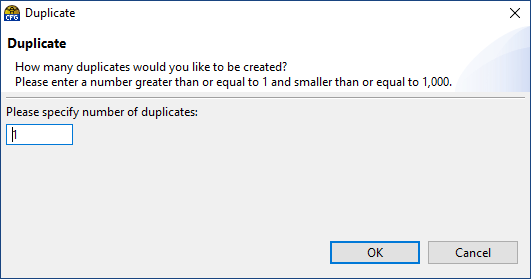 CFG
Duplicate
Duplicate
How many duplicates would you like to be created?
Please enter a number greater than or equal to 1 and smaller than or equal to 1,000.
Please specify number of duplicates:
1
OK
Cancel